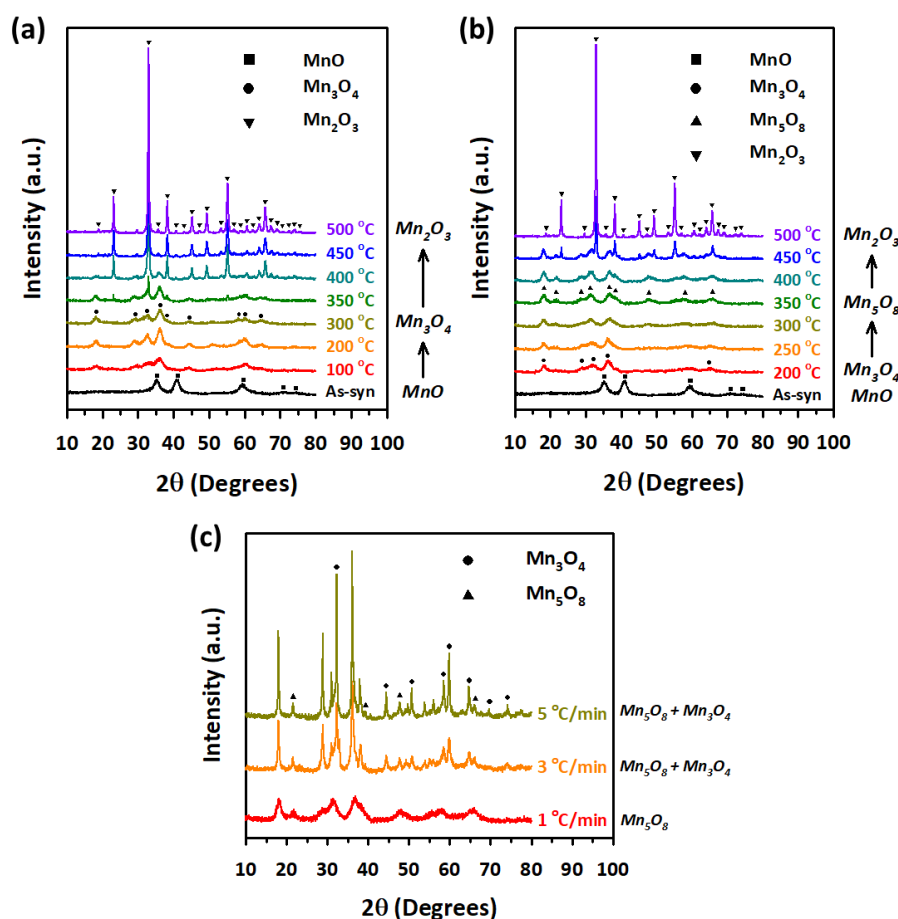 (a)
MnO
Mn₃O₄
Mn₂O₃
Intensity (a.u.)
500 °C
450 °C
400 °C
350 °C
300 °C
200 °C
100 °C
As-syn
Mn₂O₃
Mn₃O₄
MnO
10 20 30 40 50 60 70 80 90 100
2θ (Degrees)
(b)
MnO
Mn₃O₄
Mn₅O₈
Mn₂O₃
Intensity (a.u.)
500 °C
450 °C
400 °C
350 °C
300 °C
250 °C
200 °C
As-syn
Mn₂O₃
Mn₅O₈
Mn₃O₄
MnO
10 20 30 40 50 60 70 80 90 100
2θ (Degrees)
(c)
Mn₃O₄
Mn₅O₈
Intensity (a.u.)
5 °C/min Mn₅O₈ + Mn₃O₄
3 °C/min Mn₅O₈ + Mn₃O₄
1 °C/min Mn₅O₈
10 20 30 40 50 60 70 80 90 100
2θ (Degrees)